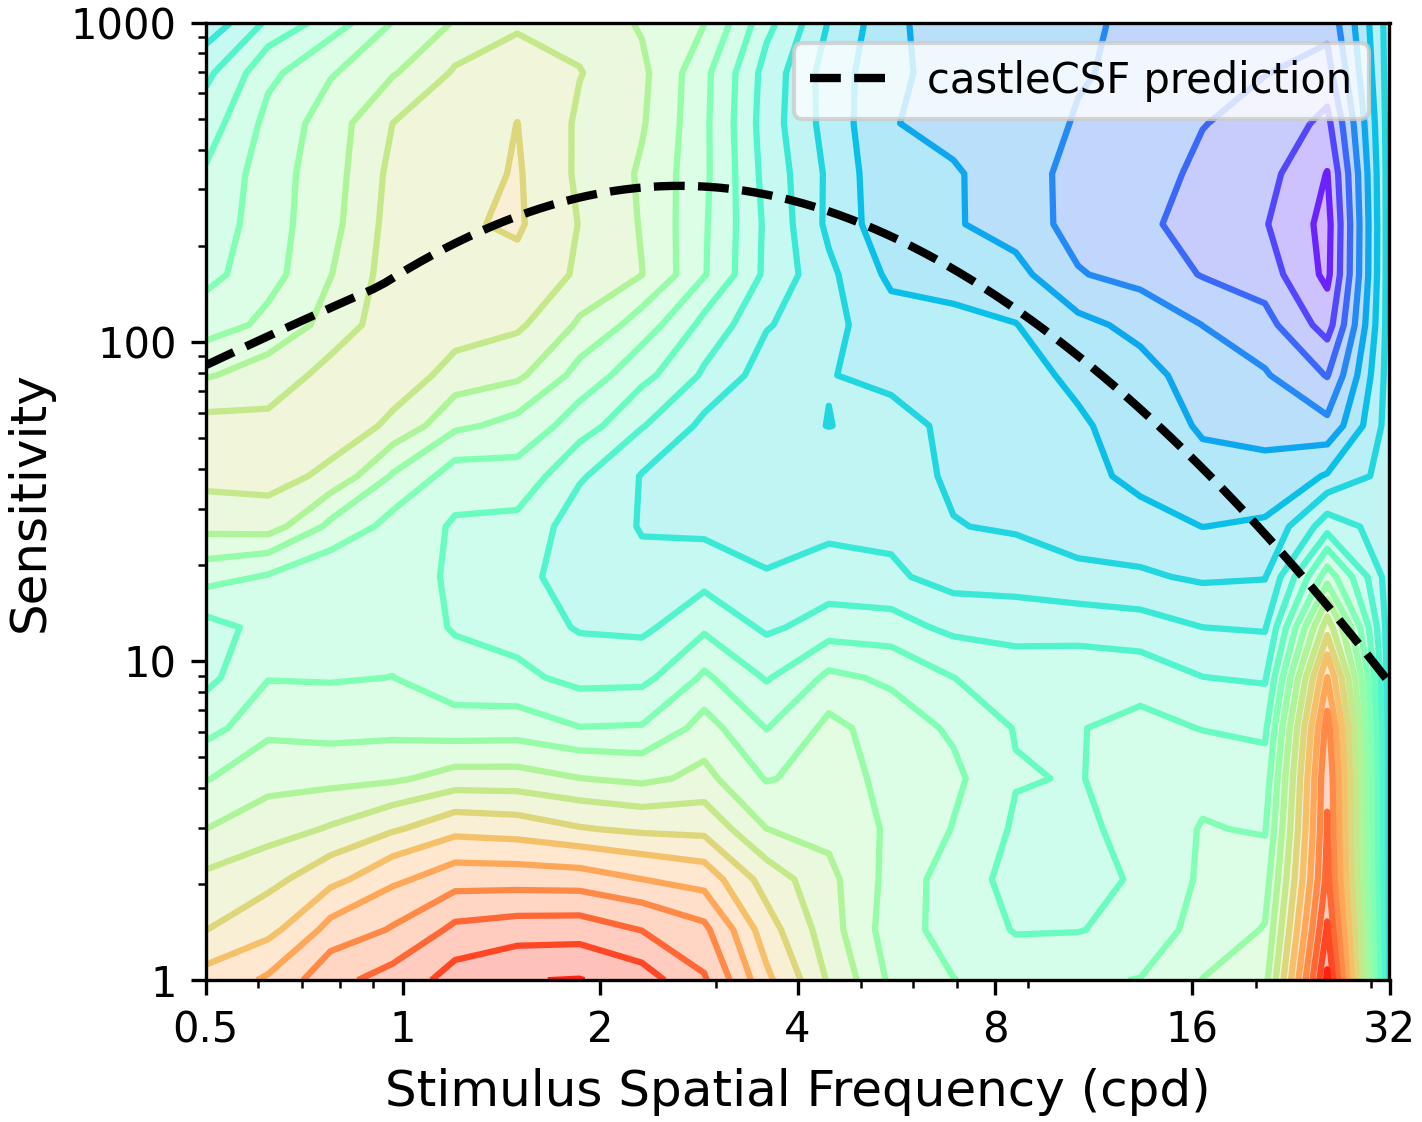 1000
100
10
1
Sensitivity
castleCSF prediction
0.5 1 2 4 8 16 32
Stimulus Spatial Frequency (cpd)